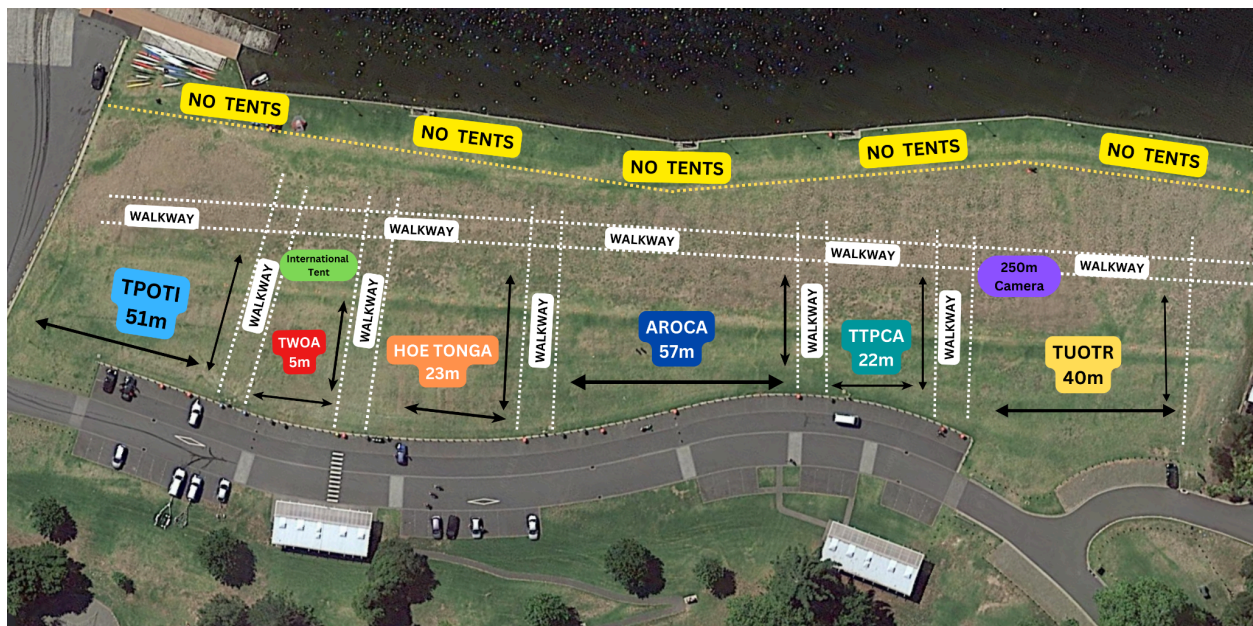 NO TENTS
NO TENTS
NO TENTS
NO TENTS
NO TENTS
WALKWAY
WALKWAY
WALKWAY
WALKWAY
WALKWAY
TPOTI
51m
WALKWAY
International
Tent
TWOA
5m
WALKWAY
HOE TONGA
23m
WALKWAY
AROCA
57m
WALKWAY
TTPCA
22m
WALKWAY
250m
Camera
TUOTR
40m